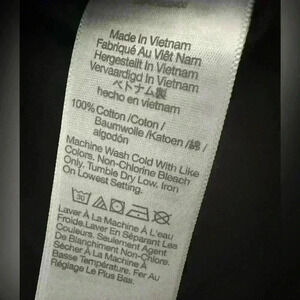 Made In Vietnam
Fabriqué Au Việt Nam
Hergestellt In Vietnam
Vervaardigd In Vietnam
ベトナム製
hecho en vietnam
100% Cotton /Coton /
Baumwolle /Katoen /綿 /
algodón
Machine Wash Cold With Like
Colors. Non-Chlorine Bleach
Only. Tumble Dry Low. Iron
On Lowest Setting.
Laver À La Machine À L'eau
Froide.Laver En Séparant Les
Couleurs. Seulement Agent
De Blanchiment Non-Chloré.
Sécher À La Machine À
Basse Température. Fer Au
Réglage Le Plus Bas.